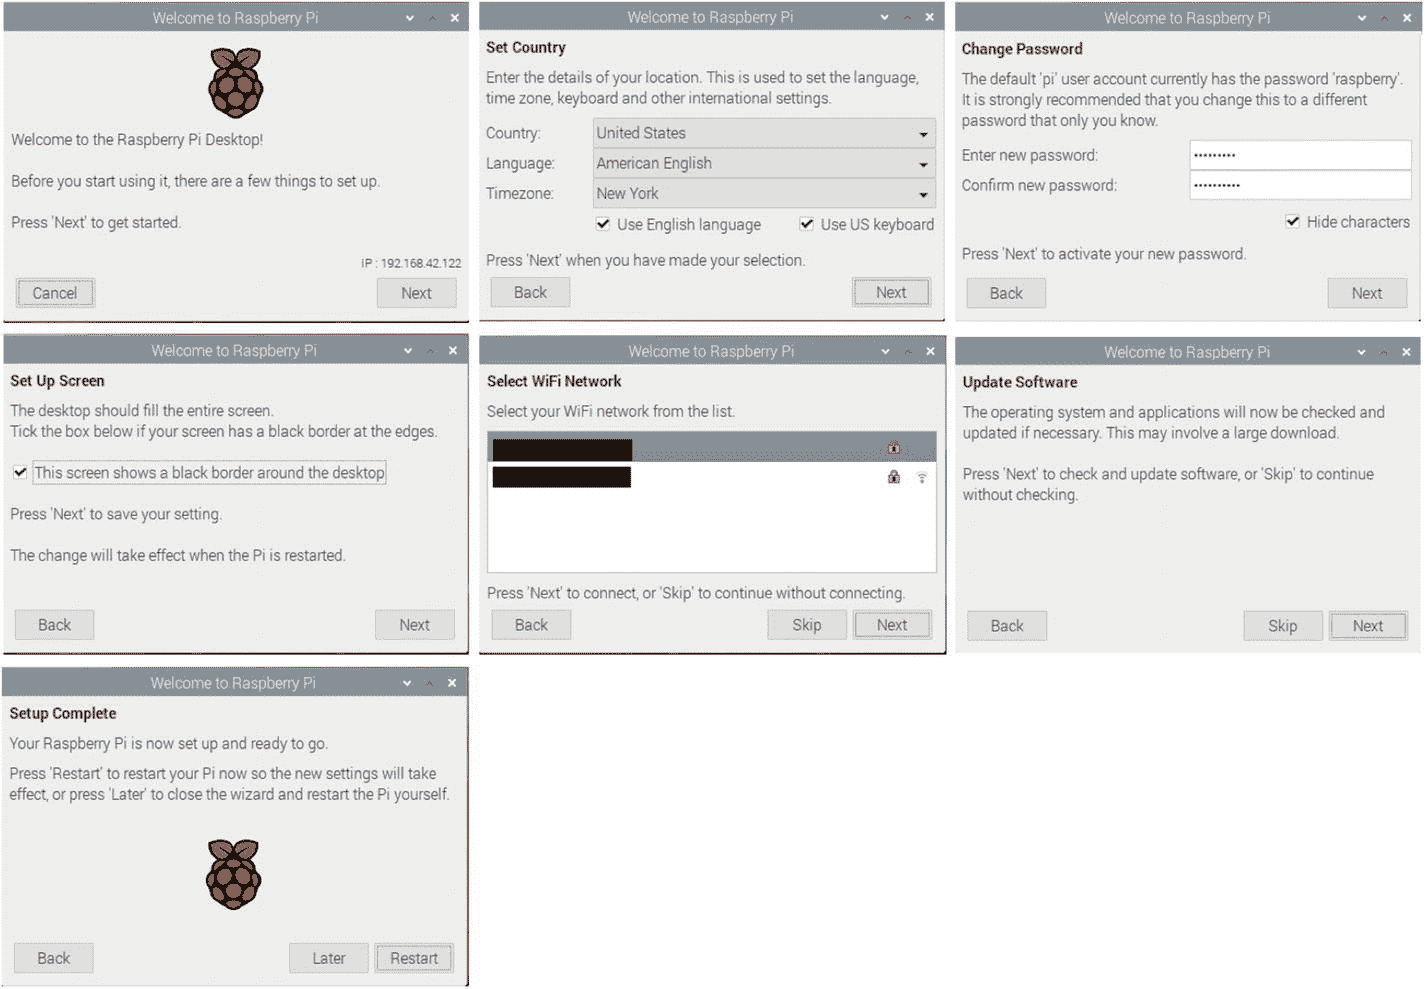 Welcome to Raspberry Pi
Welcome to the Raspberry Pi Desktop!
Before you start using it, there are a few things to set up.
Press 'Next' to get started.
IP : 192.168.42.122
Cancel
Next
Welcome to Raspberry Pi
Set Country
Enter the details of your location. This is used to set the language,
time zone, keyboard and other international settings.
Country: United States
Language: American English
Timezone: New York
Use English language Use US keyboard
Press 'Next' when you have made your selection.
Back Next
Welcome to Raspberry Pi
Change Password
The default 'pi' user account currently has the password 'raspberry'.
It is strongly recommended that you change this to a different
password that only you know.
Enter new password: •••••••••
Confirm new password: ••••••••••
Hide characters
Press 'Next' to activate your new password.
Back Next
Welcome to Raspberry Pi
Set Up Screen
The desktop should fill the entire screen.
Tick the box below if your screen has a black border at the edges.
This screen shows a black border around the desktop
Press 'Next' to save your setting.
The change will take effect when the Pi is restarted.
Back Next
Welcome to Raspberry Pi
Select WiFi Network
Select your WiFi network from the list.
Press 'Next' to connect, or 'Skip' to continue without connecting.
Back Skip Next
Welcome to Raspberry Pi
Update Software
The operating system and applications will now be checked and
updated if necessary. This may involve a large download.
Press 'Next' to check and update software, or 'Skip' to continue
without checking.
Back Skip Next
Welcome to Raspberry Pi
Setup Complete
Your Raspberry Pi is now set up and ready to go.
Press 'Restart' to restart your Pi now so the new settings will take
effect, or press 'Later' to close the wizard and restart the Pi yourself.
Back Later Restart